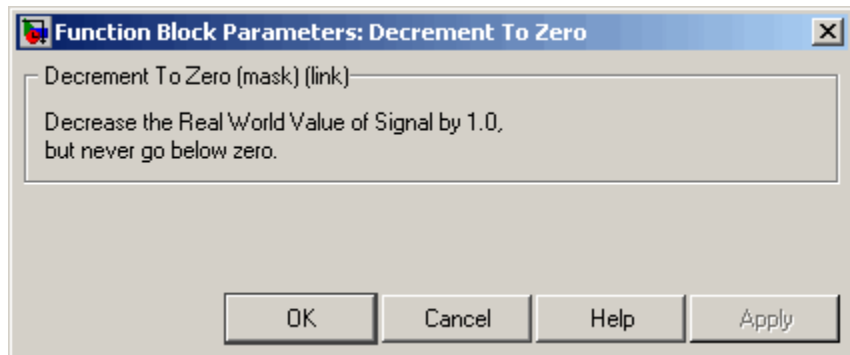 Function Block Parameters: Decrement To Zero
Decrement To Zero (mask) (link)
Decrease the Real World Value of Signal by 1.0,
but never go below zero.
OK Cancel Help Apply